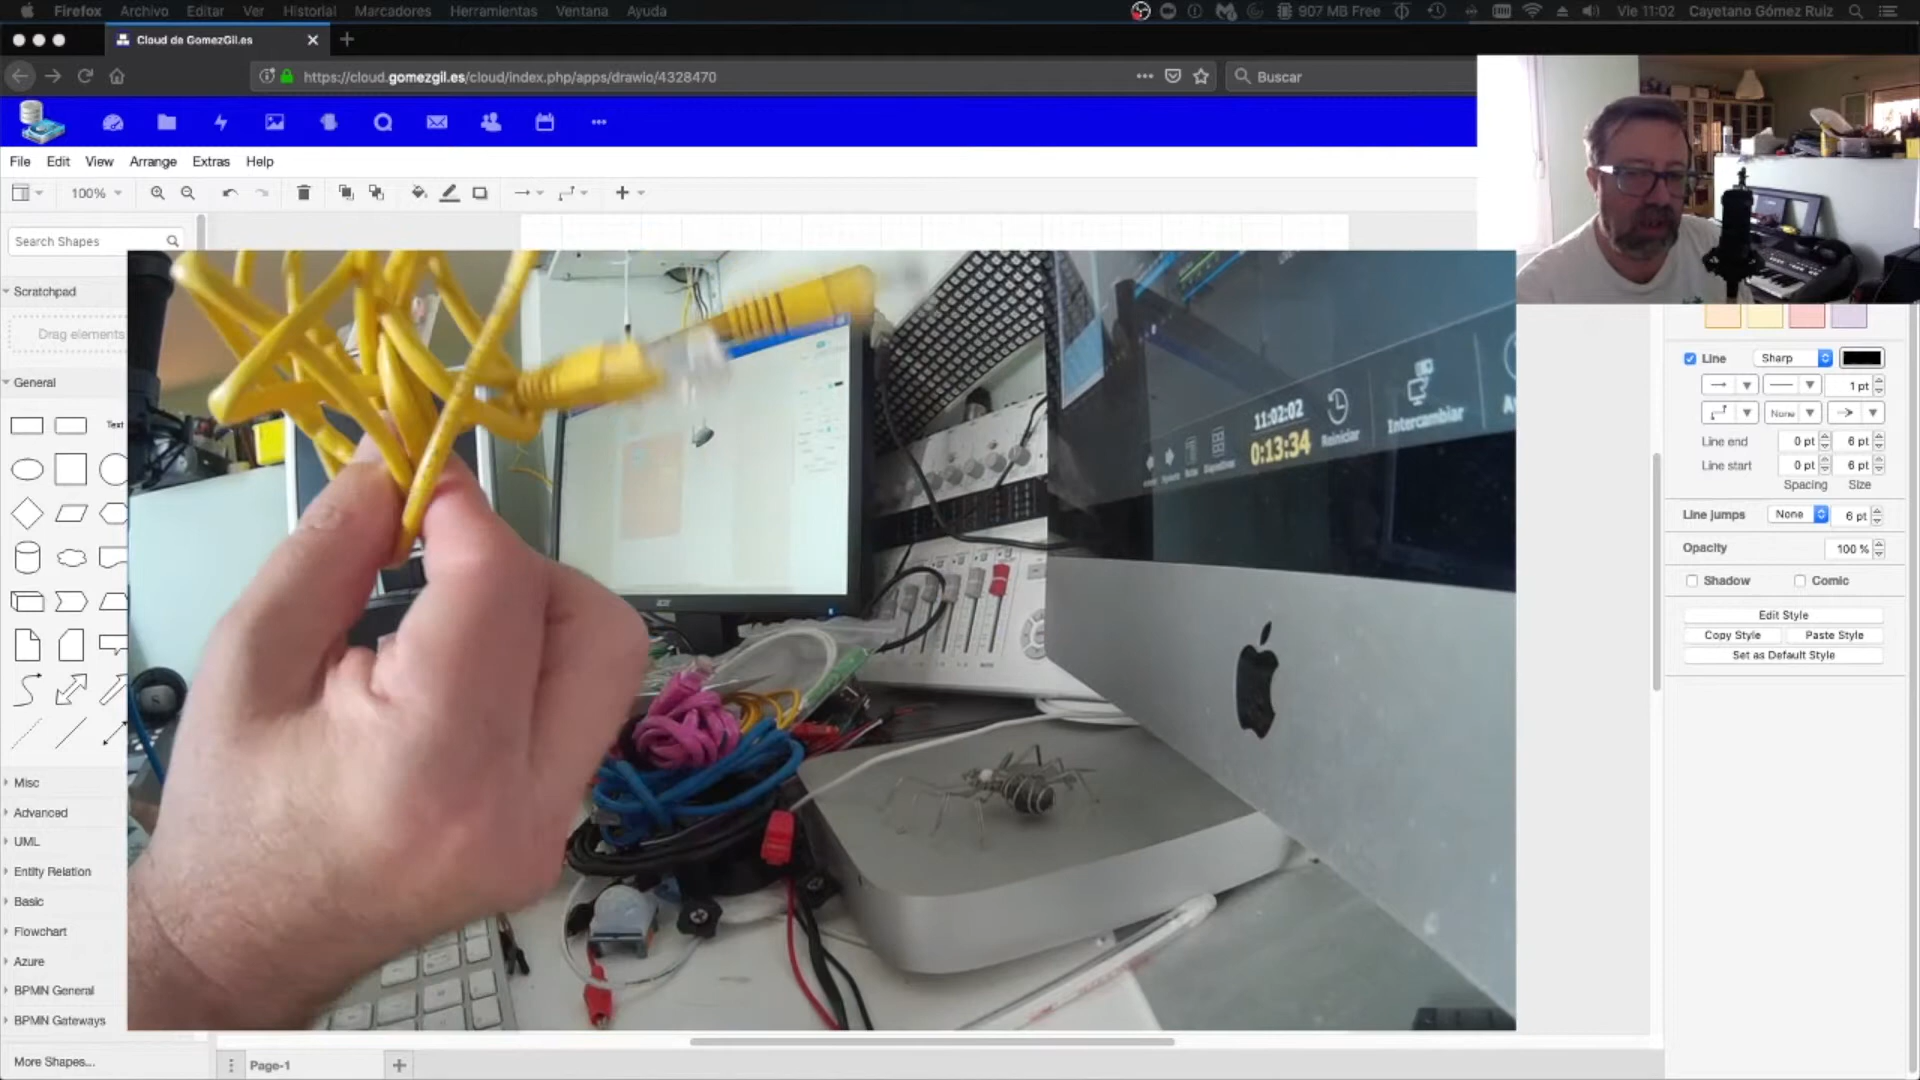 Firefox Archivo Editar Ver Historial Marcadores Herramientas Ventana Ayuda
907 MB Free Vie 11:02 Cayetano Gómez Ruiz
Cloud de GomezGil.es
https://cloud.gomezgil.es/cloud/index.php/apps/drawio/4328470
Buscar
File Edit View Arrange Extras Help
100%
Search Shapes
Scratchpad
Drag elements
General
Text
Misc
Advanced
UML
Entity Relation
Basic
Flowchart
Azure
BPMN General
BPMN Gateways
More Shapes...
Page-1
11:02:02
0:13:34
Reiniciar
Intercambiar
acer
Line Sharp
1 pt
None
Line end 0 pt 6 pt
Line start 0 pt 6 pt
Spacing Size
Line jumps None 6 pt
Opacity 100 %
Shadow Comic
Edit Style
Copy Style Paste Style
Set as Default Style